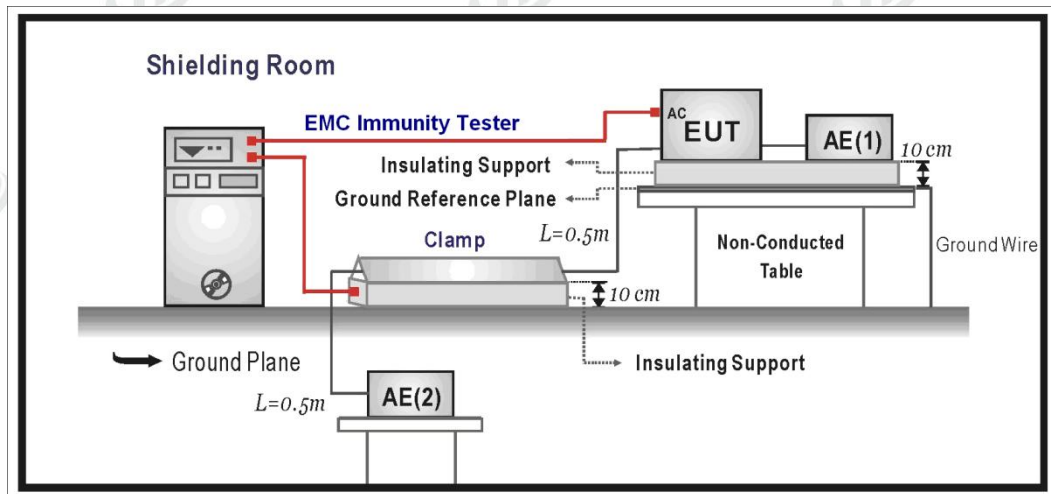 Shielding Room
EMC Immunity Tester
AC
EUT
AE(1)
10 cm
Insulating Support
Ground Reference Plane
Clamp
L=0.5m
Non-Conducted
Table
Ground Wire
10 cm
Ground Plane
Insulating Support
L=0.5m
AE(2)